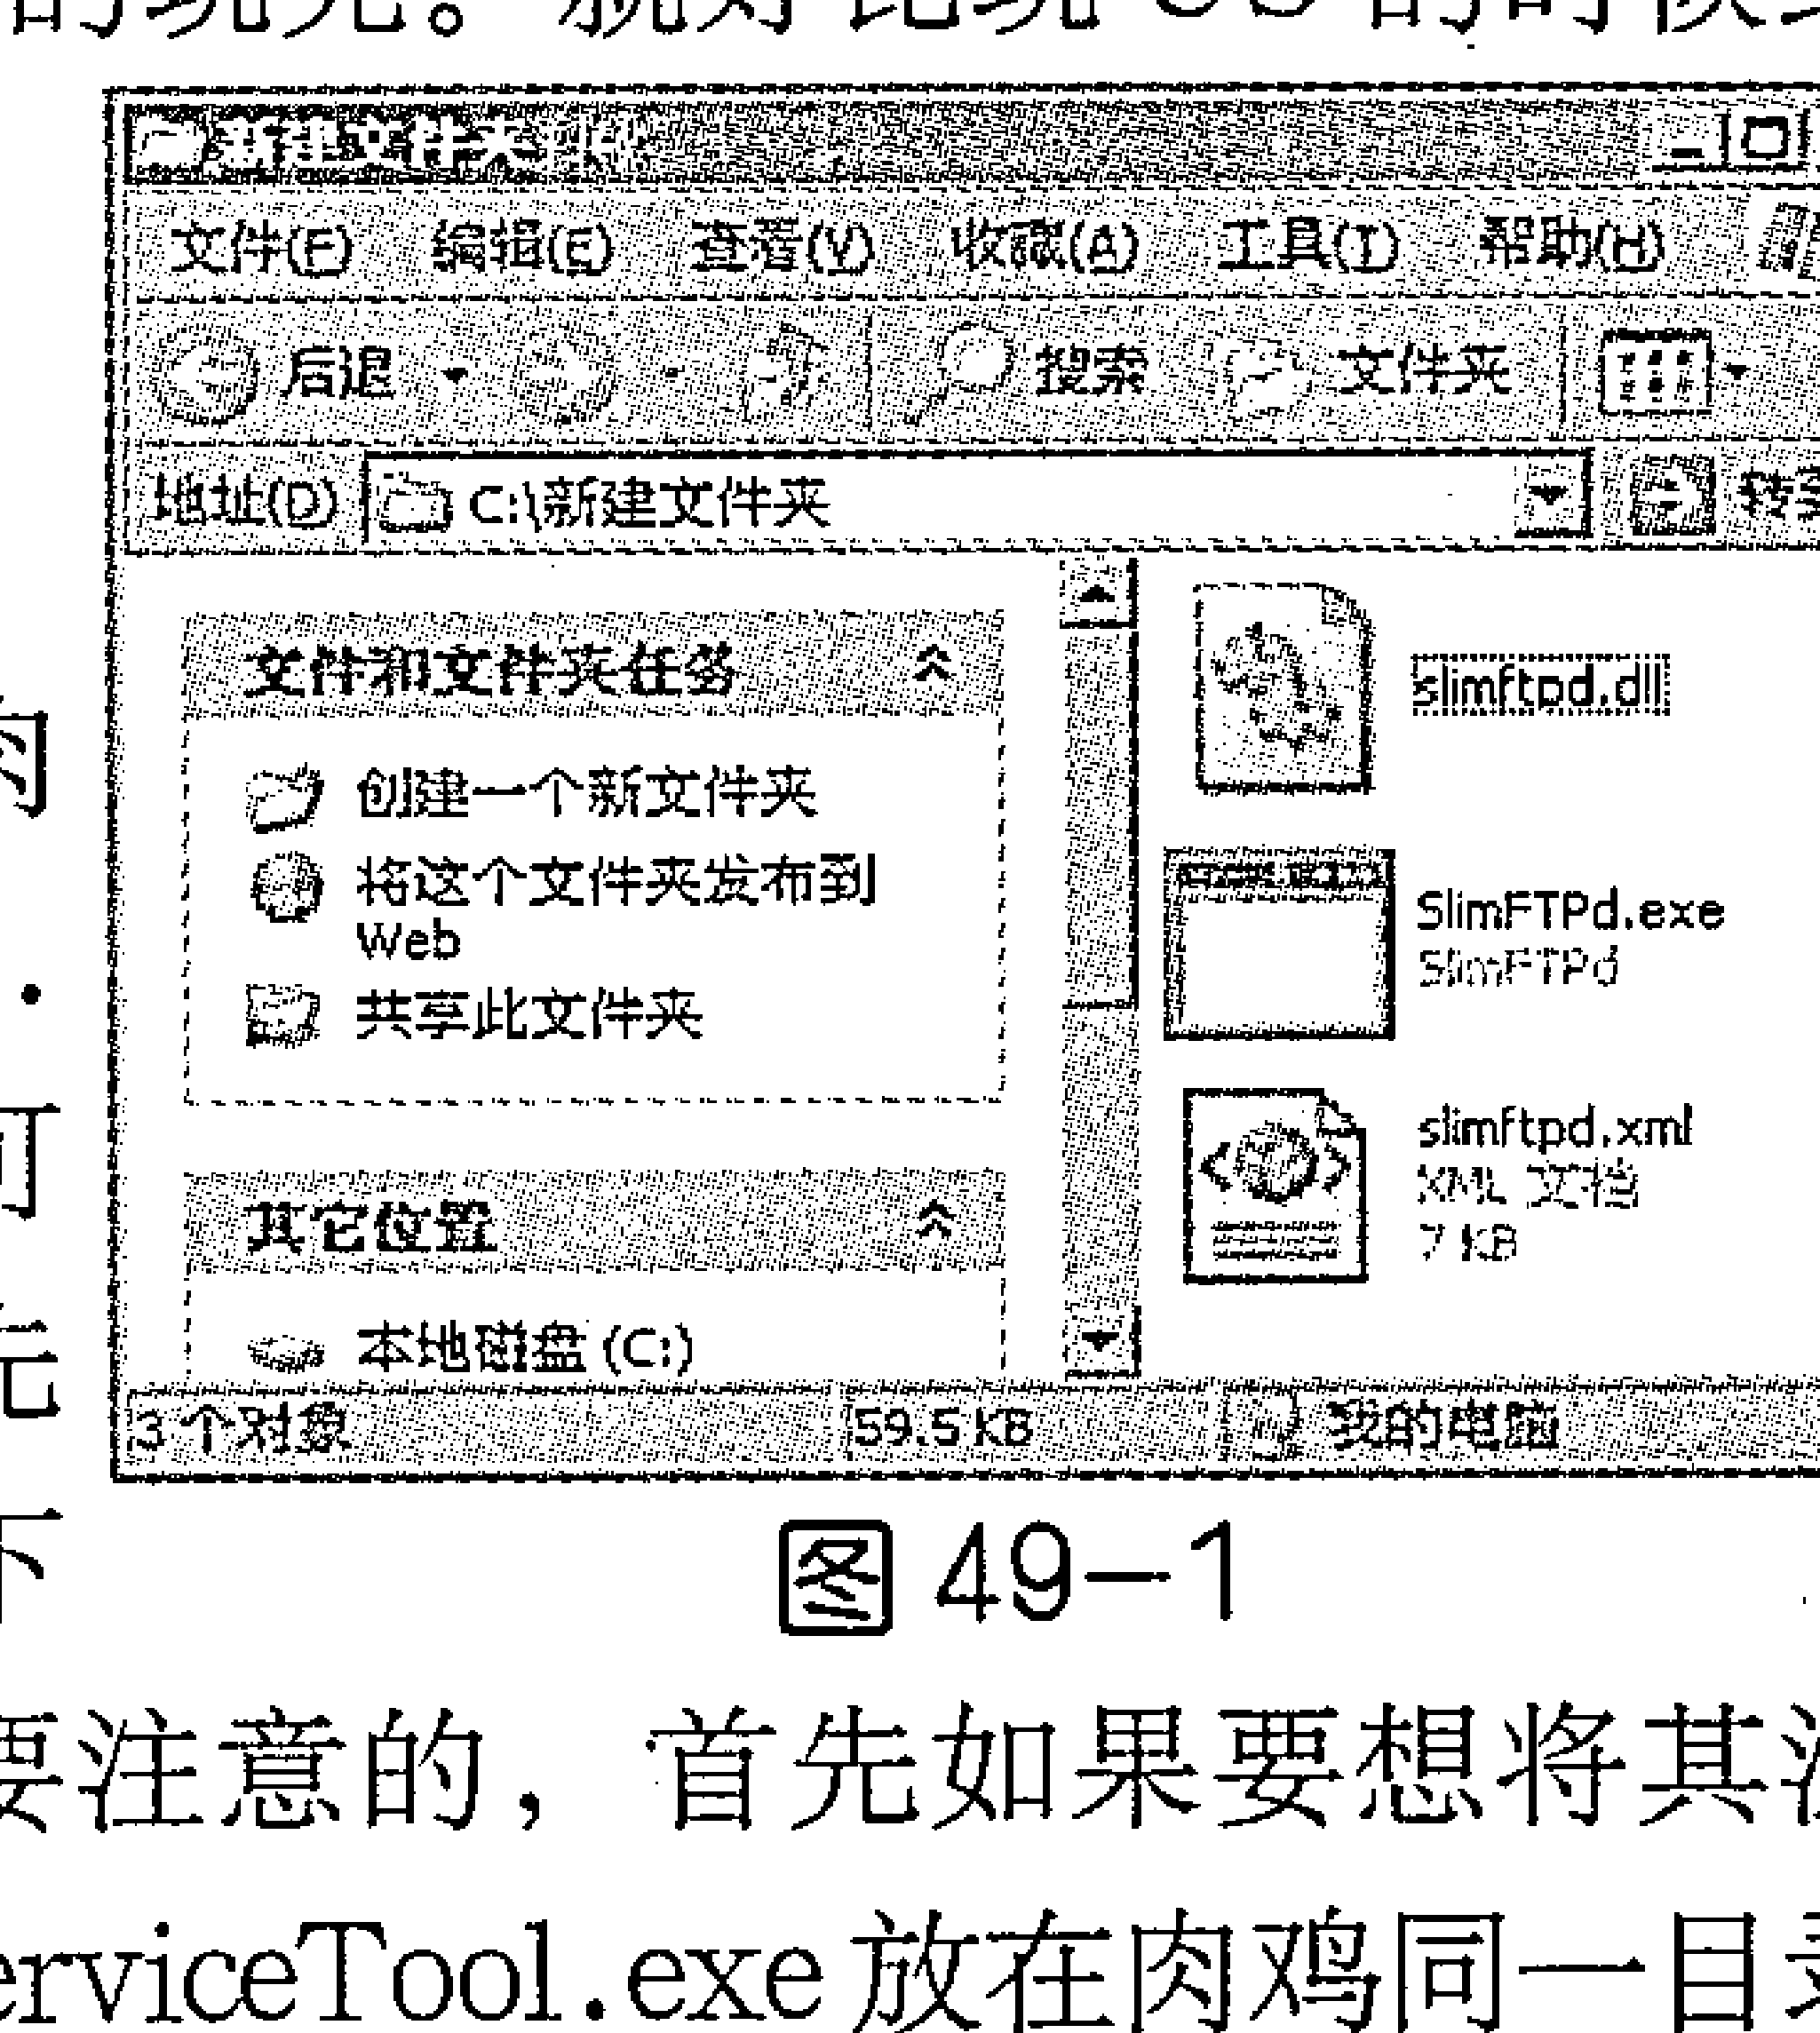 文件(F) 编辑(E) 查看(V) 收藏(A) 工具(T) 帮助(H)
后退 搜索 文件夹
地址(D) C:\新建文件夹
文件和文件夹任务
创建一个新文件夹
将这个文件夹发布到
Web
共享此文件夹
其它位置
本地磁盘 (C:)
slimftpd.dll
SlimFTPd.exe
SlimFTPd
slimftpd.xml
XML 文档
7 KB
3 个对象 59.5 KB 我的电脑
图 49-1
要注意的，首先如果要想将其
erviceTool.exe 放在肉鸡同一目录